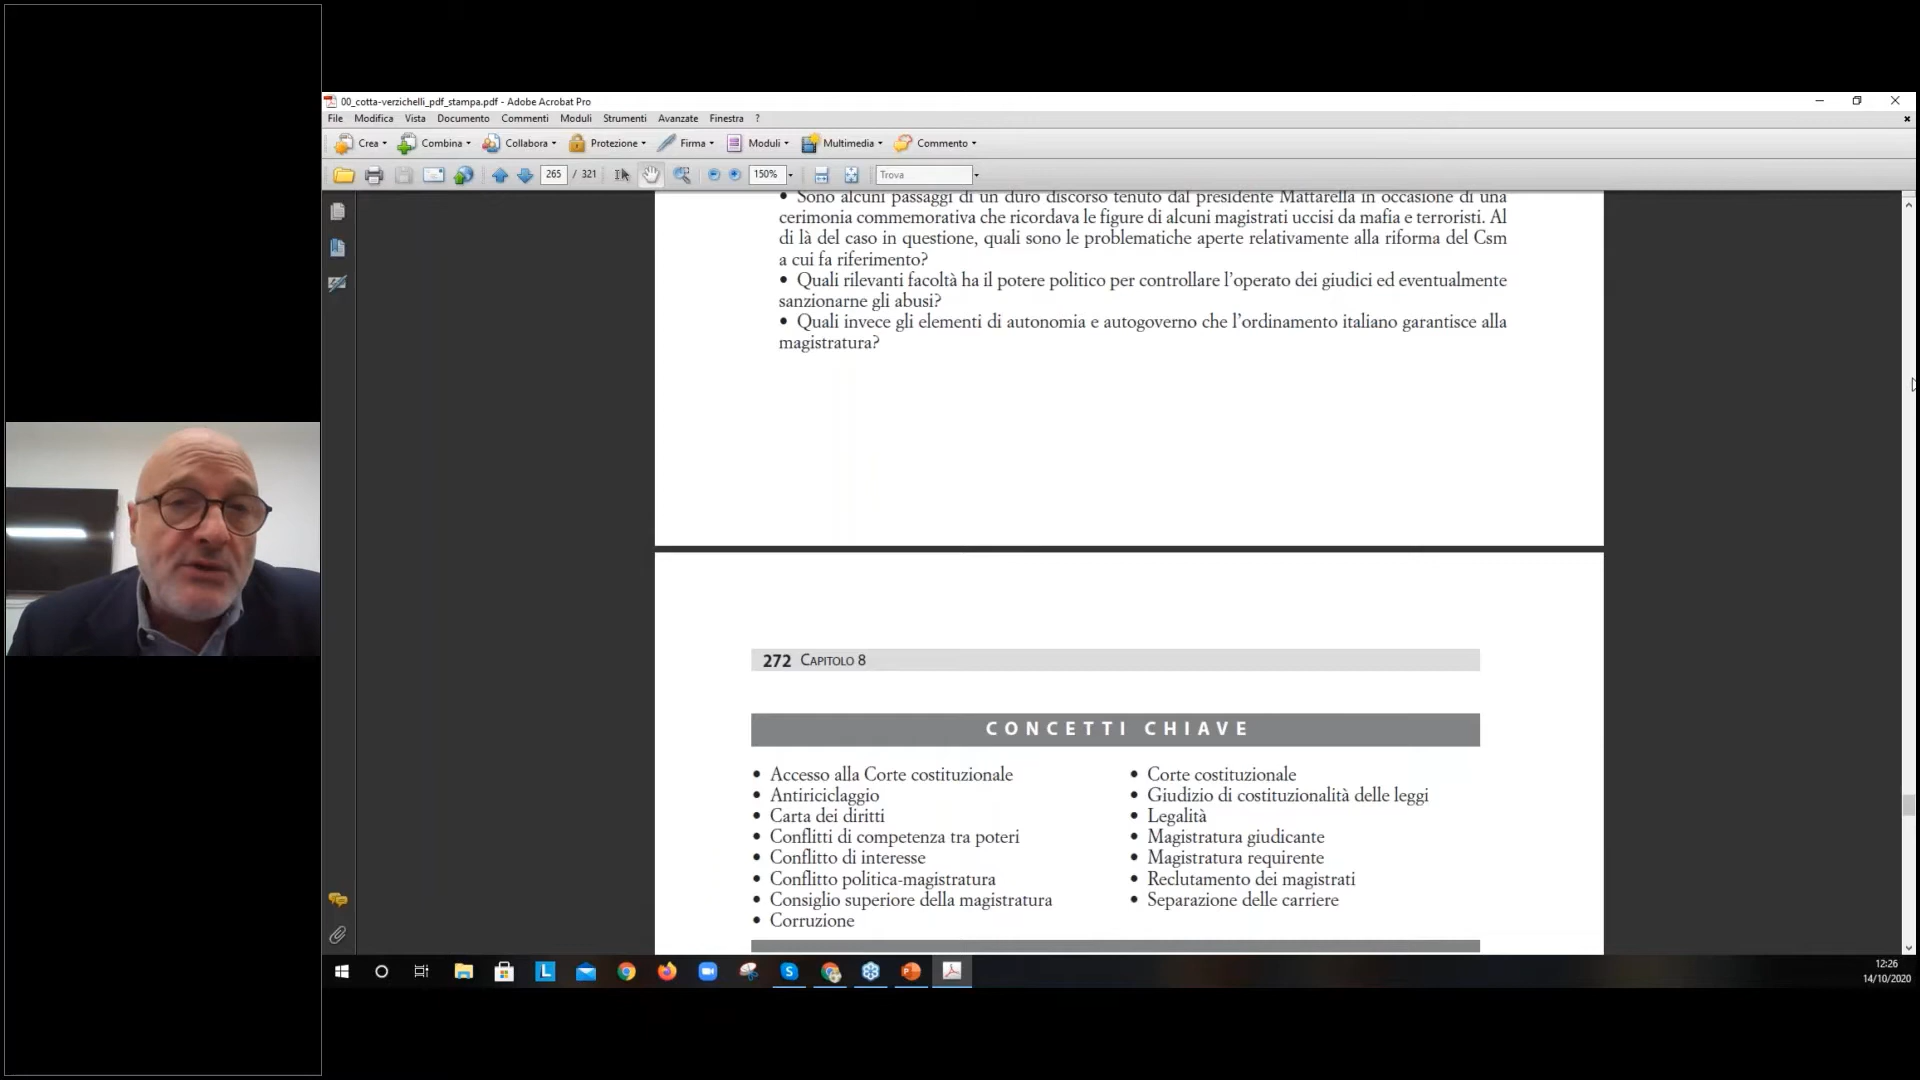 00_cotta-verzichelli_pdf_stampa.pdf - Adobe Acrobat Pro
File Modifica Vista Documento Commenti Moduli Strumenti Avanzate Finestra ?
Crea Combina Collabora Protezione Firma Moduli Multimedia Commento
265 / 321 150% Trova
• Sono alcuni passaggi di un duro discorso tenuto dal presidente Mattarella in occasione di una
cerimonia commemorativa che ricordava le figure di alcuni magistrati uccisi da mafia e terroristi. Al
di là del caso in questione, quali sono le problematiche aperte relativamente alla riforma del Csm
a cui fa riferimento?
• Quali rilevanti facoltà ha il potere politico per controllare l'operato dei giudici ed eventualmente
sanzionarne gli abusi?
• Quali invece gli elementi di autonomia e autogoverno che l'ordinamento italiano garantisce alla
magistratura?
272 CAPITOLO 8
CONCETTI CHIAVE
• Accesso alla Corte costituzionale
• Antiriciclaggio
• Carta dei diritti
• Conflitti di competenza tra poteri
• Conflitto di interesse
• Conflitto politica-magistratura
• Consiglio superiore della magistratura
• Corruzione
• Corte costituzionale
• Giudizio di costituzionalità delle leggi
• Legalità
• Magistratura giudicante
• Magistratura requirente
• Reclutamento dei magistrati
• Separazione delle carriere
12:26
14/10/2020